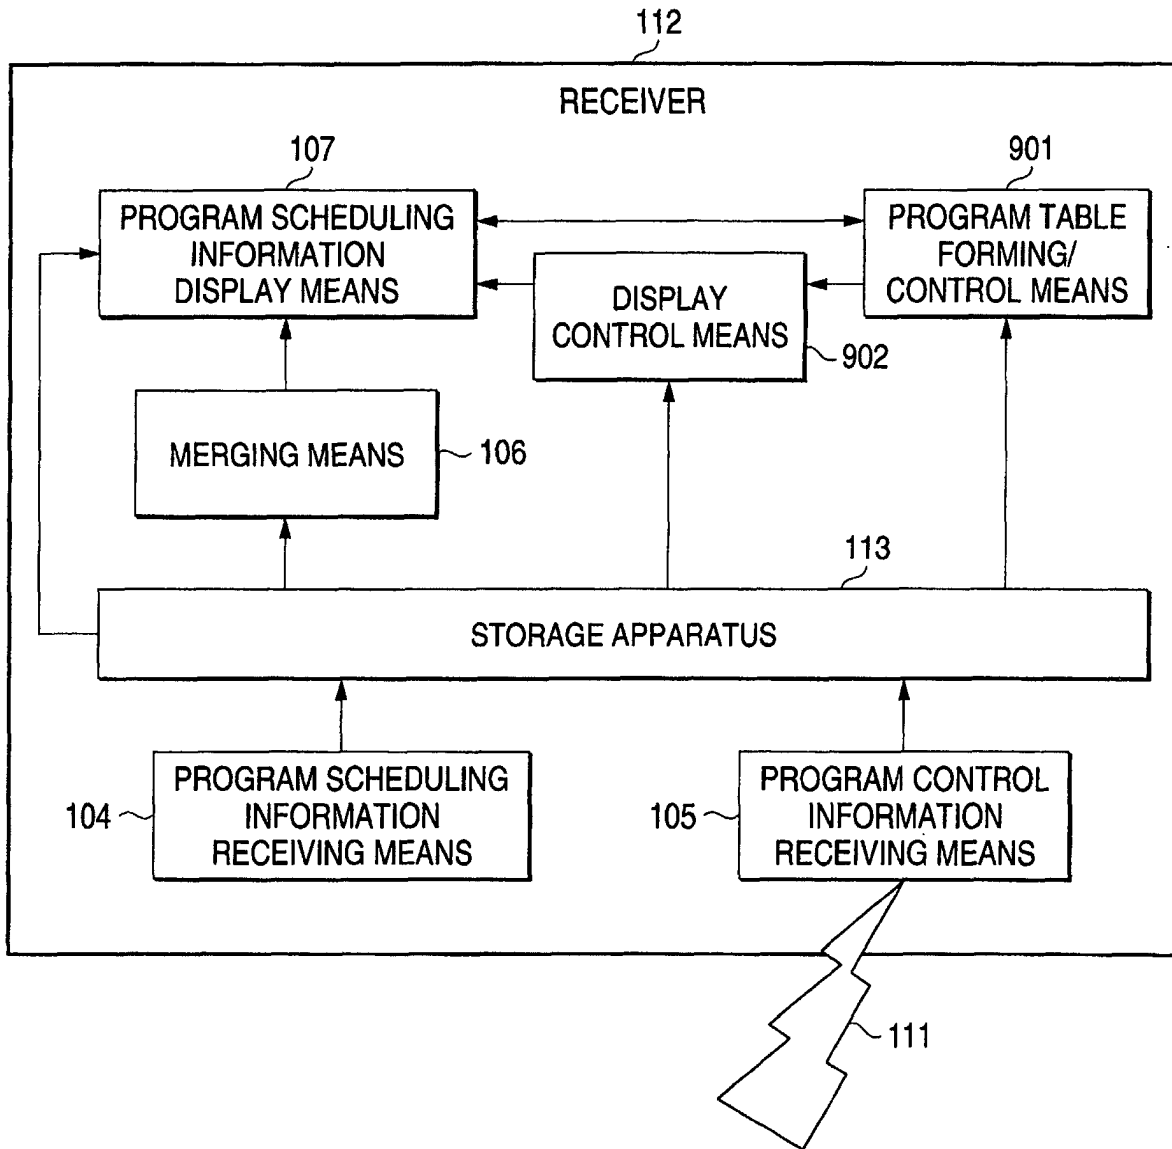 112
RECEIVER
107
901
PROGRAM SCHEDULING
INFORMATION
DISPLAY MEANS
PROGRAM TABLE
FORMING/
CONTROL MEANS
DISPLAY
CONTROL MEANS
902
MERGING MEANS
106
113
STORAGE APPARATUS
104
PROGRAM SCHEDULING
INFORMATION
RECEIVING MEANS
105
PROGRAM CONTROL
INFORMATION
RECEIVING MEANS
111